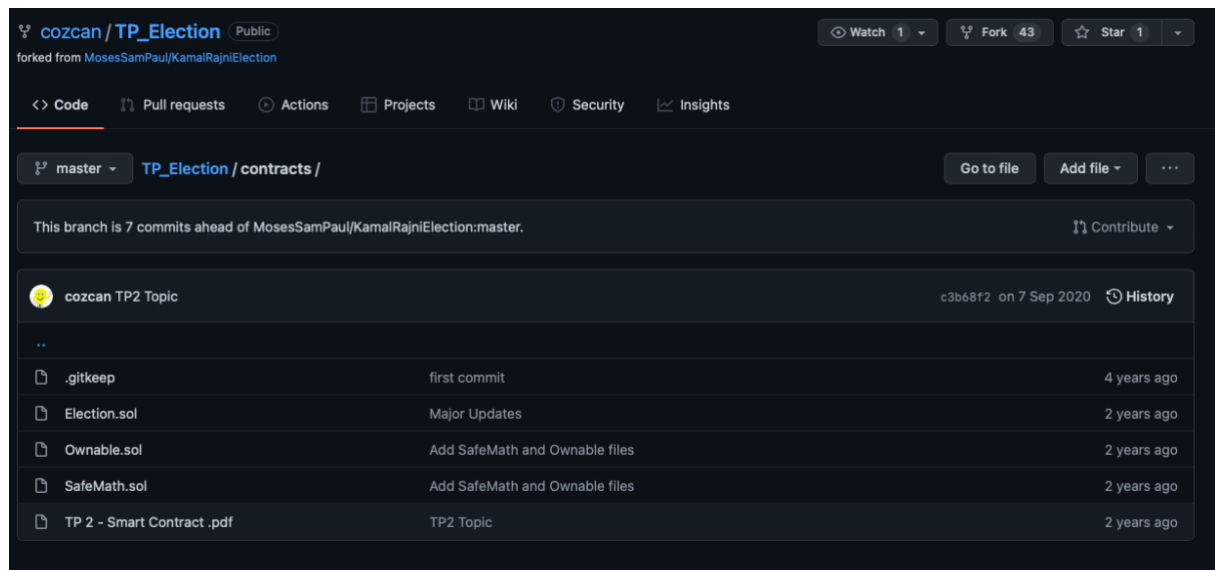 cozcan / TP_Election Public
Watch 1 Fork 43 Star 1
forked from MosesSamPaul/KamalRajniElection
<> Code Pull requests Actions Projects Wiki Security Insights
master TP_Election / contracts / Go to file Add file ...
This branch is 7 commits ahead of MosesSamPaul/KamalRajniElection:master. Contribute
cozcan TP2 Topic c3b68f2 on 7 Sep 2020 History
..
.gitkeep first commit 4 years ago
Election.sol Major Updates 2 years ago
Ownable.sol Add SafeMath and Ownable files 2 years ago
SafeMath.sol Add SafeMath and Ownable files 2 years ago
TP 2 - Smart Contract .pdf TP2 Topic 2 years ago